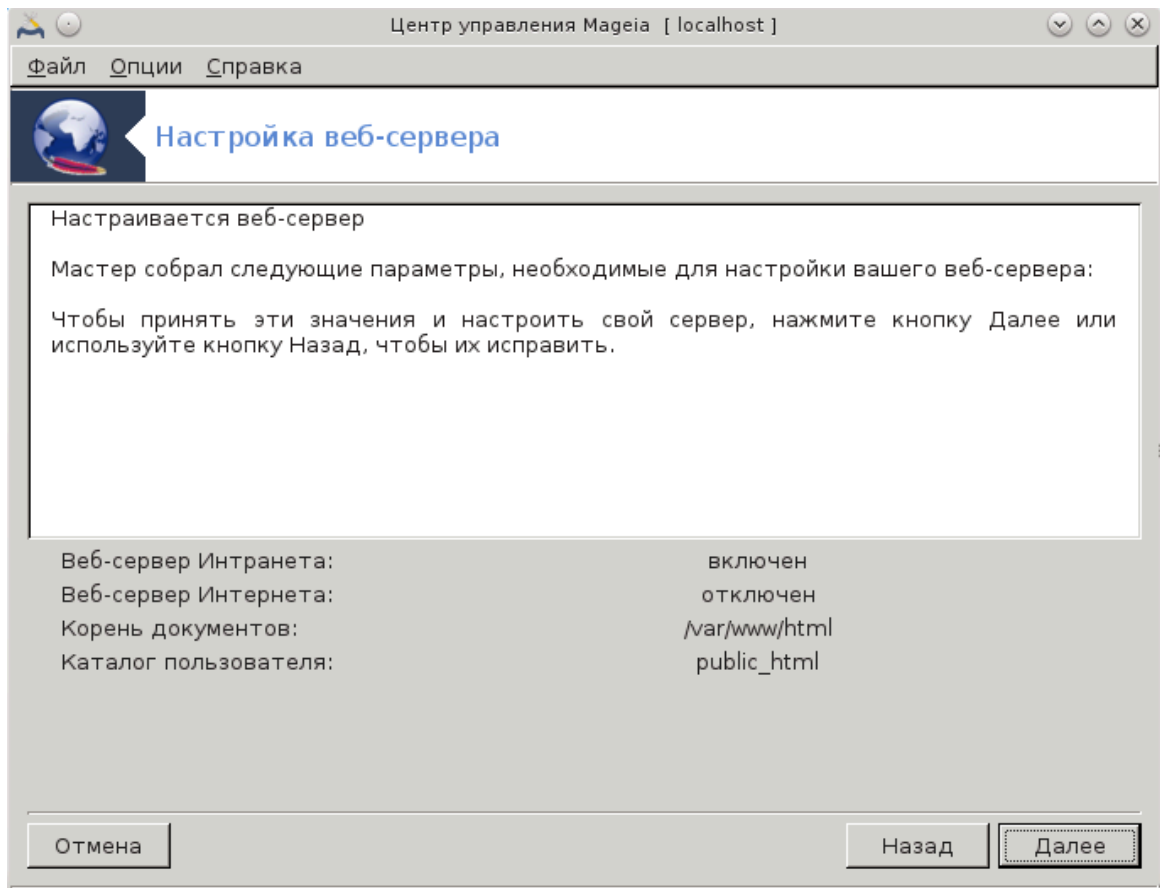 Центр управления Mageia [ localhost ]
Файл Опции Справка
Настройка веб-сервера
Настраивается веб-сервер
Мастер собрал следующие параметры, необходимые для настройки вашего веб-сервера:
Чтобы принять эти значения и настроить свой сервер, нажмите кнопку Далее или
используйте кнопку Назад, чтобы их исправить.
Веб-сервер Интранета: включен
Веб-сервер Интернета: отключен
Корень документов: /var/www/html
Каталог пользователя: public_html
Отмена Назад Далее